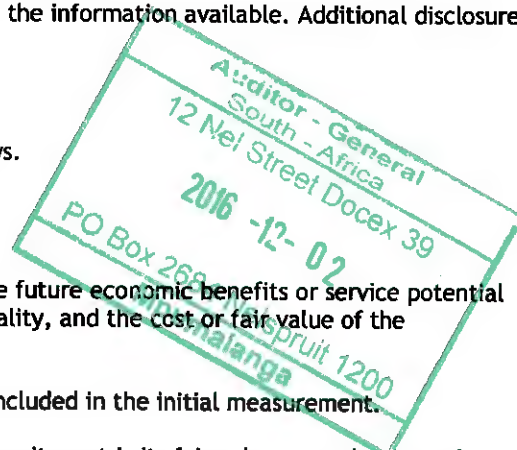 the information available. Additional disclosure
Auditor - General
South - Africa
12 Nel Street Docex 39
2016 -12- 02
PO Box Nelspruit 1200
Mpumalanga
vs.
e future economic benefits or service potential
ality, and the cost or fair value of the
ncluded in the initial measurement.